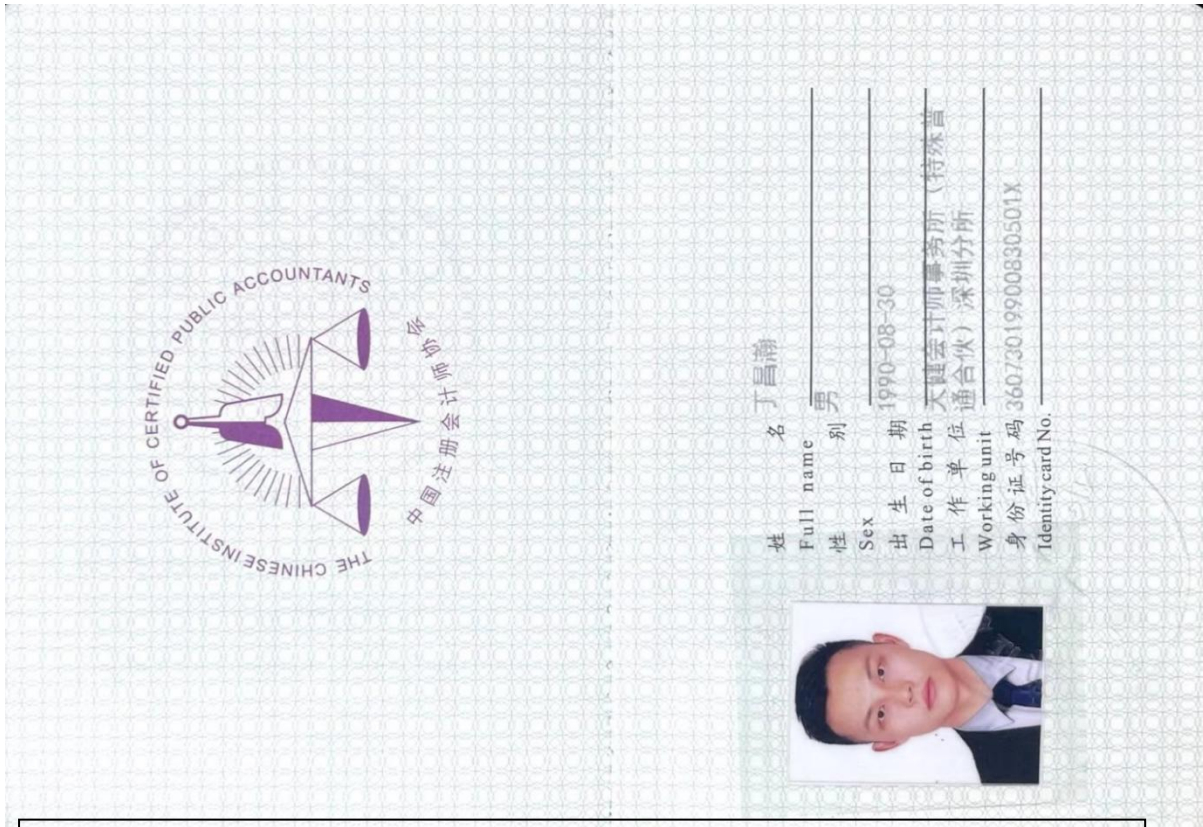 THE CHINESE INSTITUTE OF CERTIFIED PUBLIC ACCOUNTANTS
中国注册会计师协会
姓 名 丁昌瀚
Full name
性 别 男
Sex
出生日期 1990-08-30
Date of birth
工作单位 天健会计师事务所（特殊普
通合伙）深圳分所
Working unit
身份证号码 36073019900830501X
Identity card No.